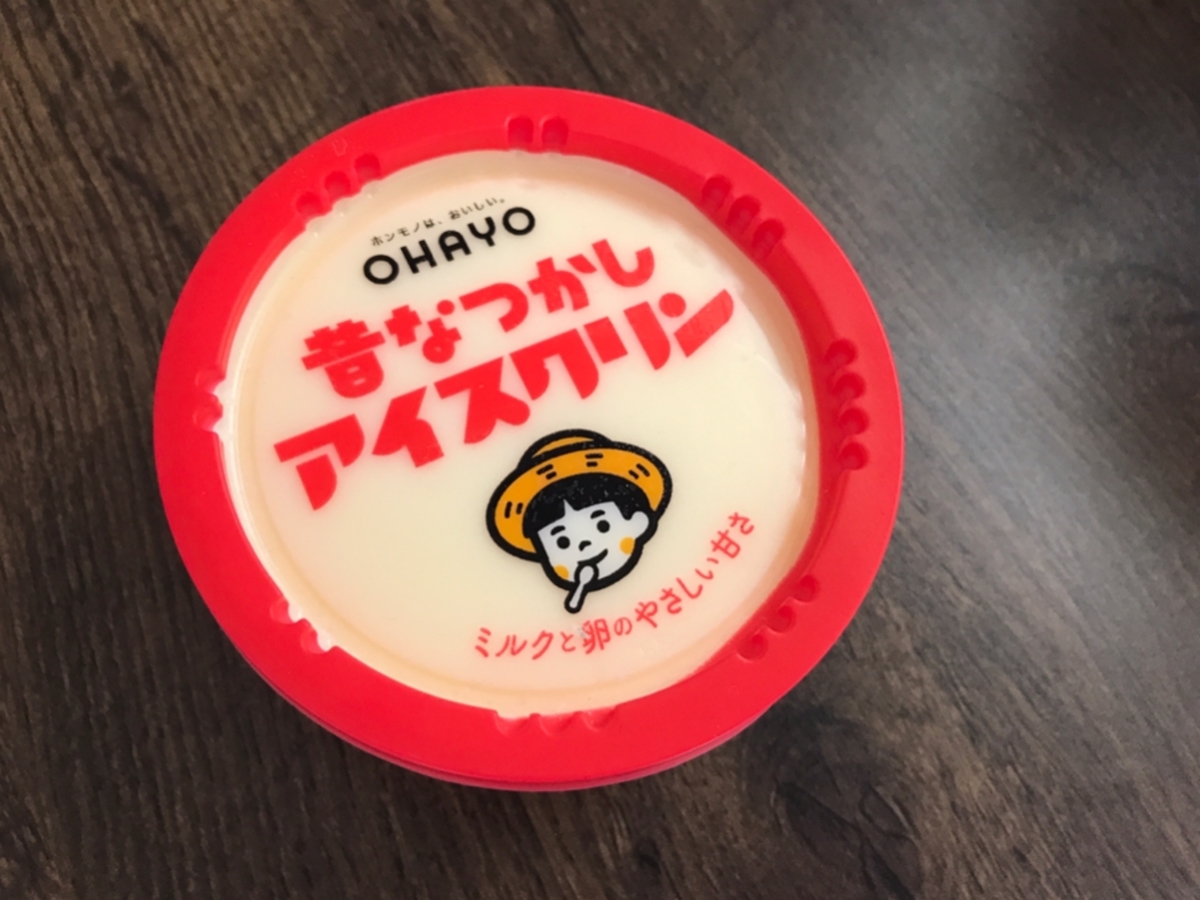 ホンモノは、おいしい。
OHAYO
昔なつかし
アイスクリン
ミルクと卵のやさしい甘さ